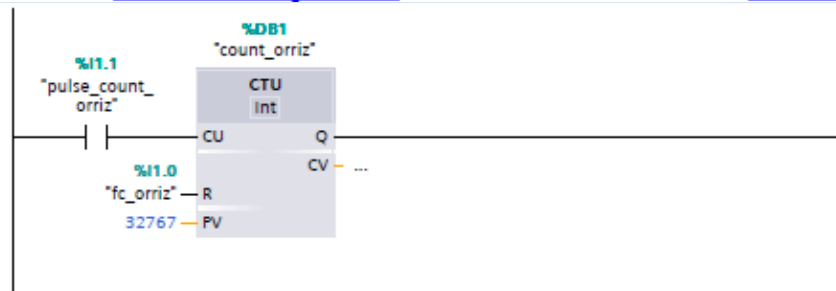 %DB1
"count_orriz"
%I1.1
"pulse_count_
orriz"
CTU
Int
CU
Q
CV
...
%I1.0
"fc_orriz"
R
32767
PV